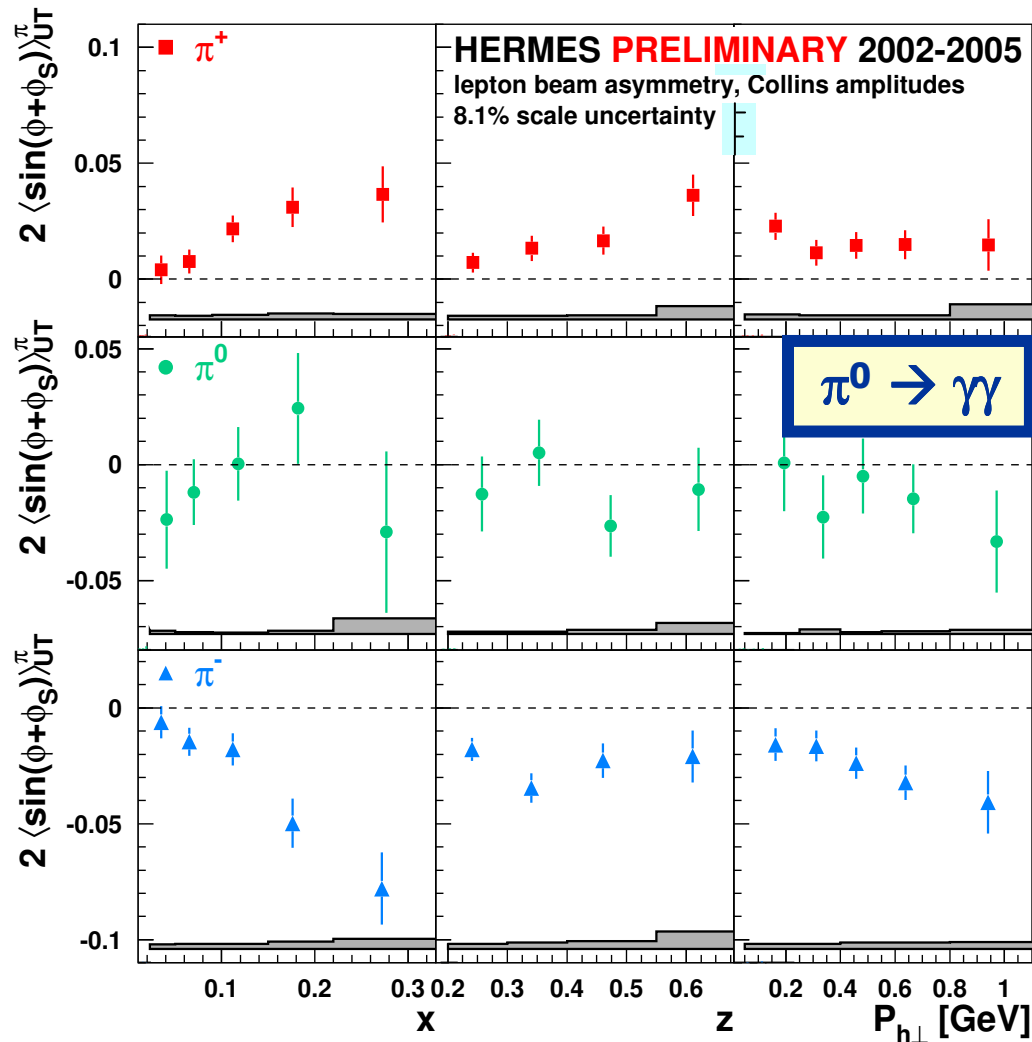 2 ⟨sin(ϕ+ϕS)⟩πUT
0.1
0.05
0
π+
HERMES PRELIMINARY 2002-2005
lepton beam asymmetry, Collins amplitudes
8.1% scale uncertainty
2 ⟨sin(ϕ+ϕS)⟩πUT
0.05
0
-0.05
π0
π0 → γγ
2 ⟨sin(ϕ+ϕS)⟩πUT
0
-0.05
-0.1
π-
0.1 0.2 0.3
0.2 0.3 0.4 0.5 0.6
0.2 0.4 0.6 0.8 1
x
z
Ph⊥ [GeV]